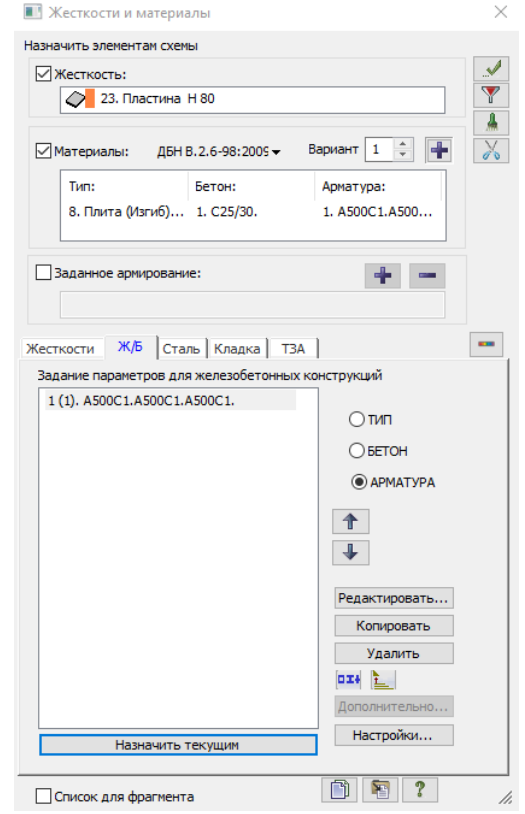 Жесткости и материалы
Назначить элементам схемы
Жесткость:
23. Пластина H 80
Материалы: ДБН В.2.6-98:2009 Вариант 1
Тип: Бетон: Арматура:
8. Плита (Изгиб)... 1. C25/30. 1. A500C1.A500...
Заданное армирование:
Жесткости Ж/Б Сталь Кладка ТЗА
Задание параметров для железобетонных конструкций
1 (1). A500C1.A500C1.A500C1.
ТИП
БЕТОН
АРМАТУРА
Редактировать...
Копировать
Удалить
Дополнительно...
Настройки...
Назначить текущим
Список для фрагмента
?